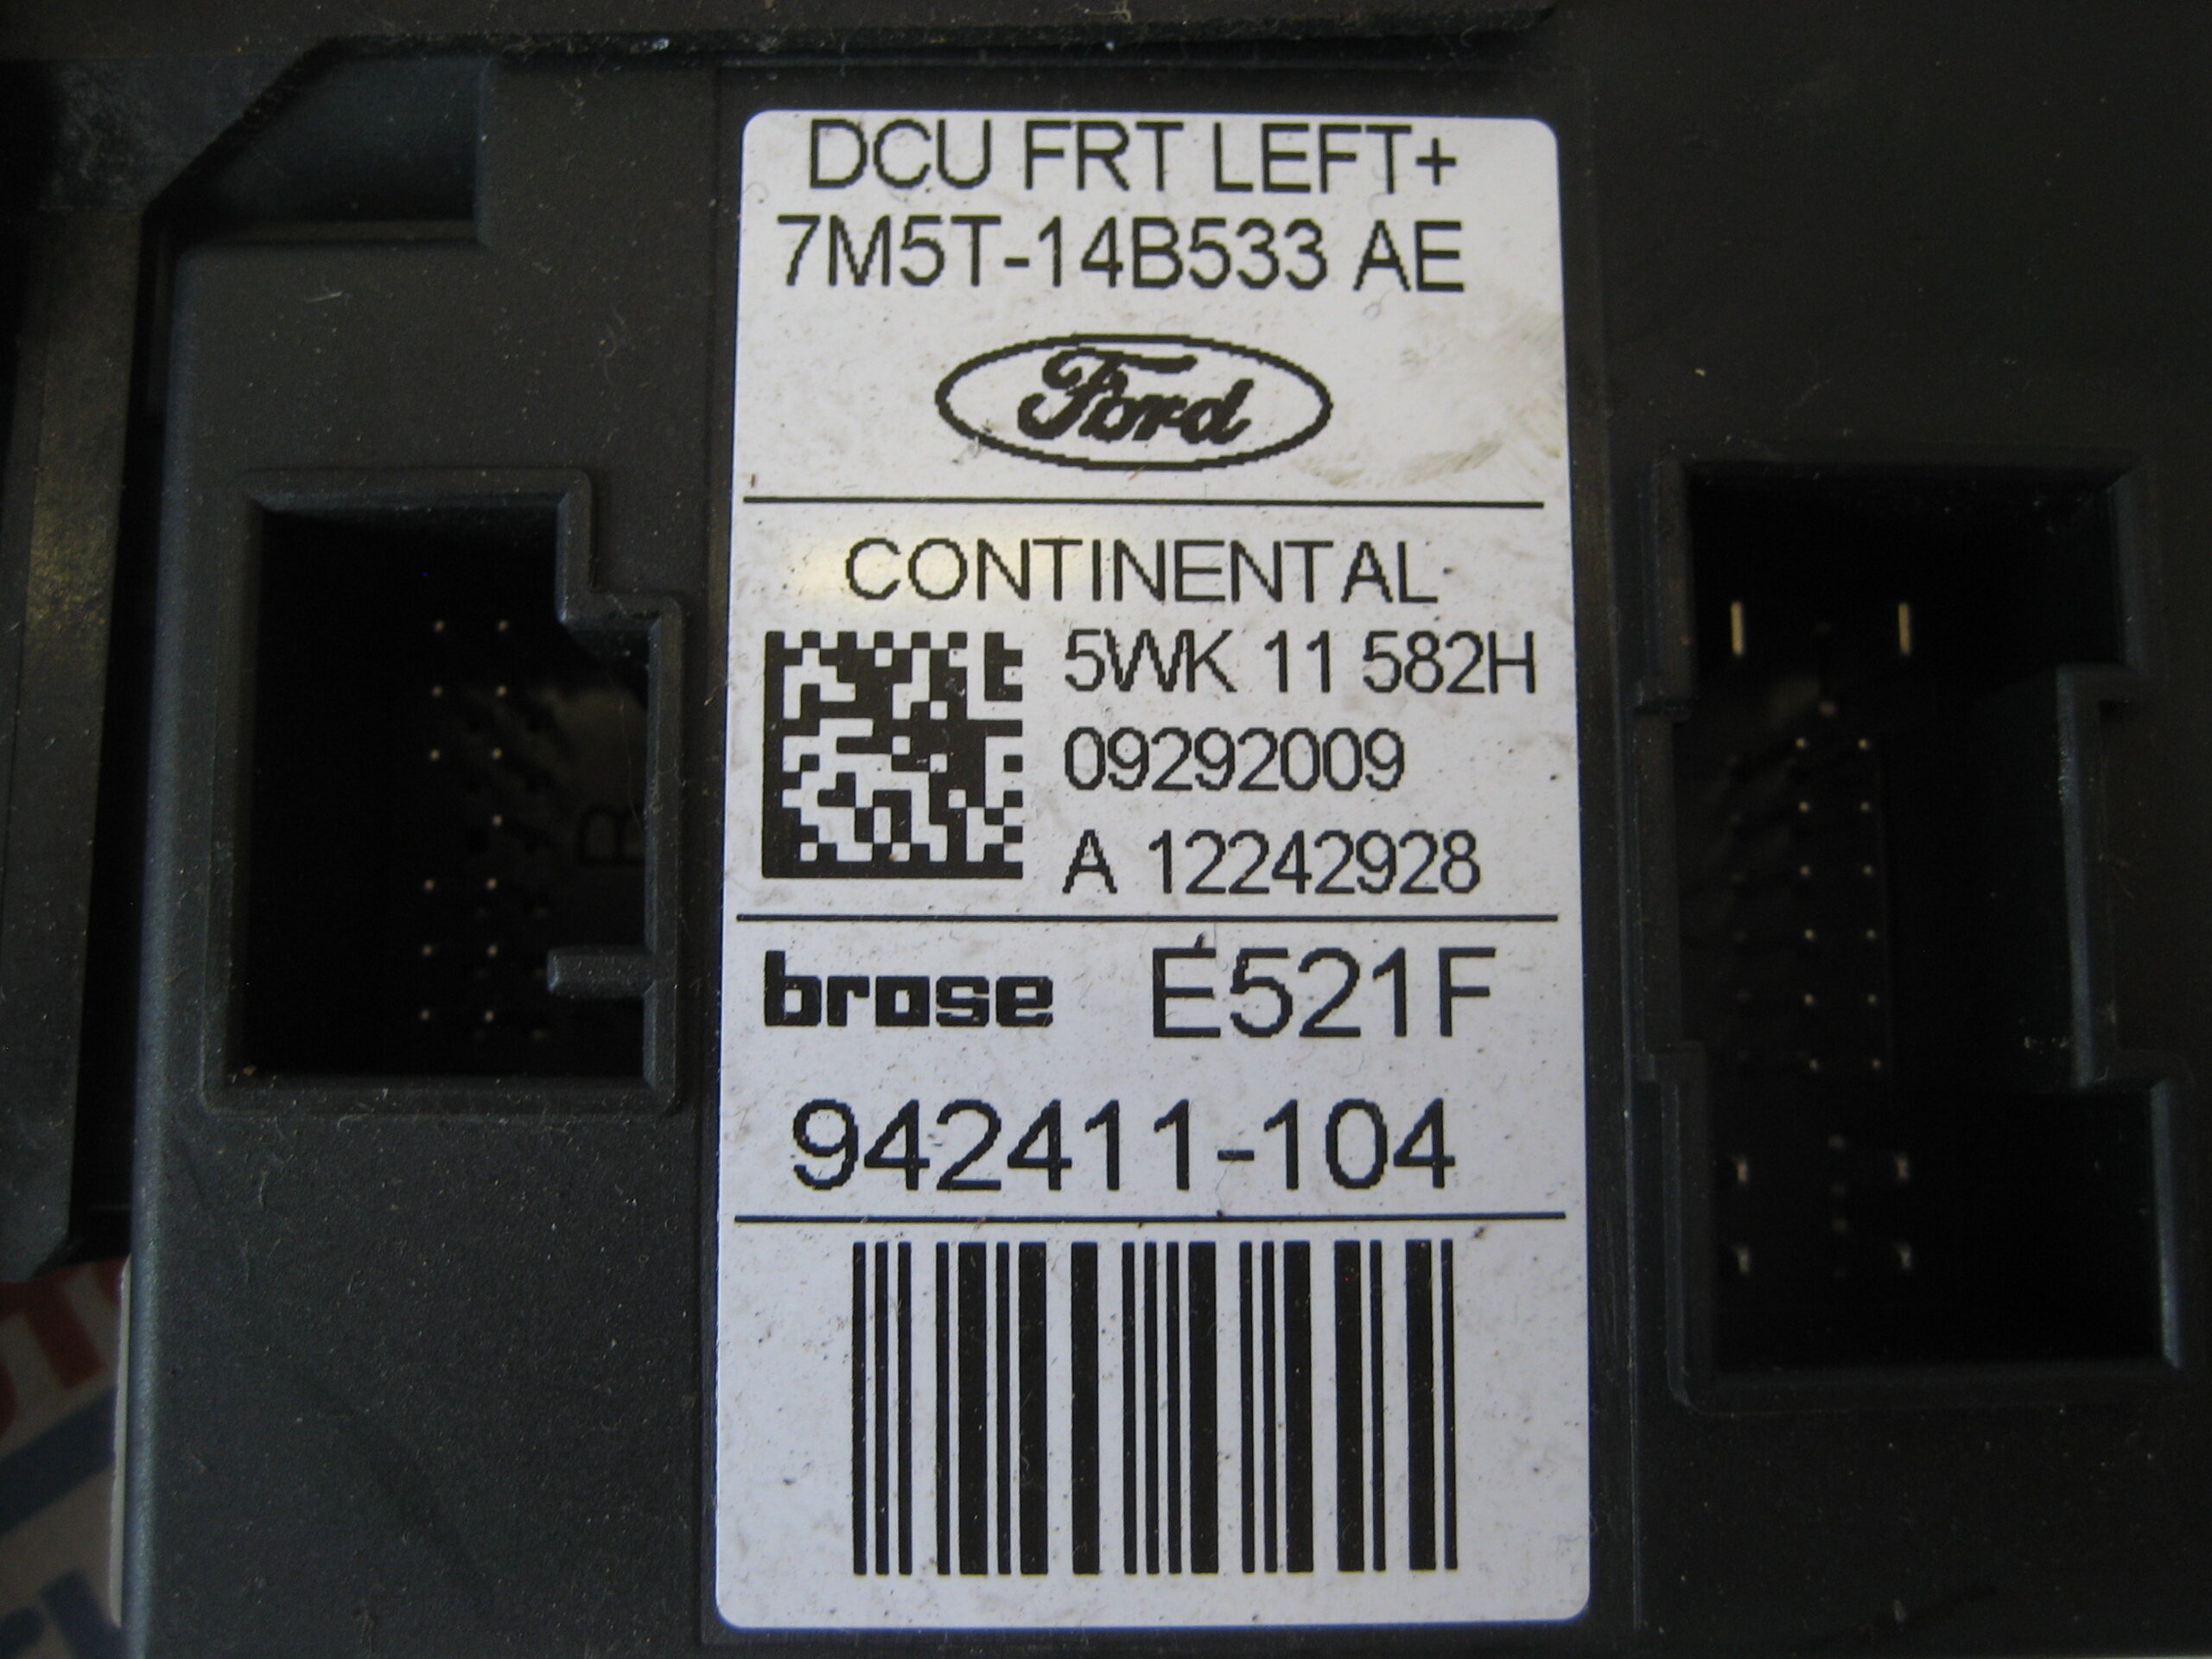 DCU FRT LEFT+
7M5T-14B533 AE
Ford
CONTINENTAL
5WK 11 582H
09292009
A 12242928
brose E521F
942411-104
B